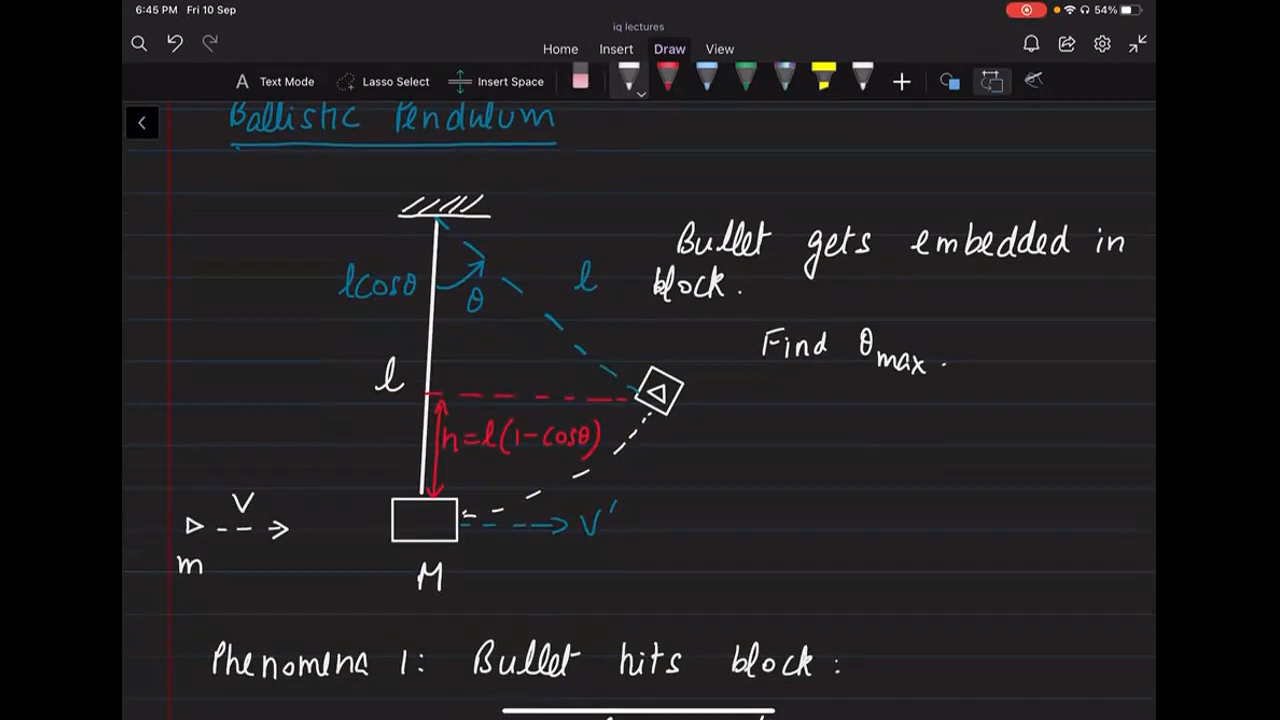 6:45 PM Fri 10 Sep
54%
iq lectures
Home Insert Draw View
Text Mode Lasso Select Insert Space
Ballistic Pendulum
lcosθ
θ
l
Bullet gets embedded in
block.
Find θmax.
l
h=l(1-cosθ)
V
V'
m
M
Phenomena 1: Bullet hits block: